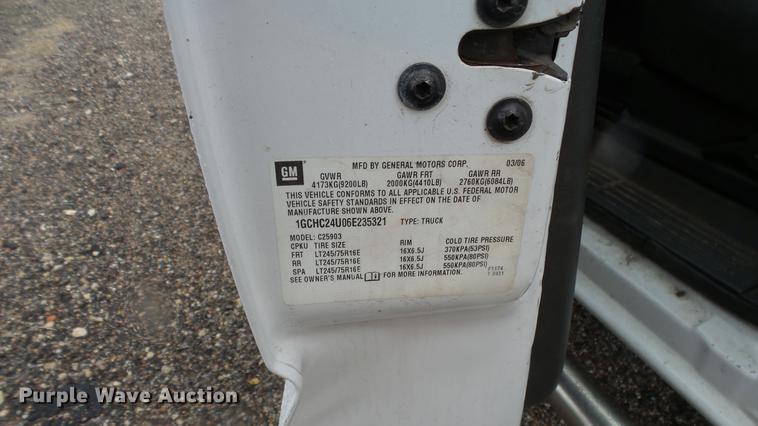 GM
MFD BY GENERAL MOTORS CORP. 03/06
GVWR GAWR FRT GAWR RR
4173KG(9200LB) 2000KG(4410LB) 2760KG(6084LB)
THIS VEHICLE CONFORMS TO ALL APPLICABLE U.S. FEDERAL MOTOR
VEHICLE SAFETY STANDARDS IN EFFECT ON THE DATE OF
MANUFACTURE SHOWN ABOVE.
1GCHC24U06E235321 TYPE: TRUCK
MODEL: C25903
CPKU TIRE SIZE RIM COLD TIRE PRESSURE
FRT LT245/75R16E 16X6.5J 370KPA(53PSI)
RR LT245/75R16E 16X6.5J 550KPA(80PSI)
SPA LT245/75R16E 16X6.5J 550KPA(80PSI)
SEE OWNER'S MANUAL FOR MORE INFORMATION.
Purple Wave Auction